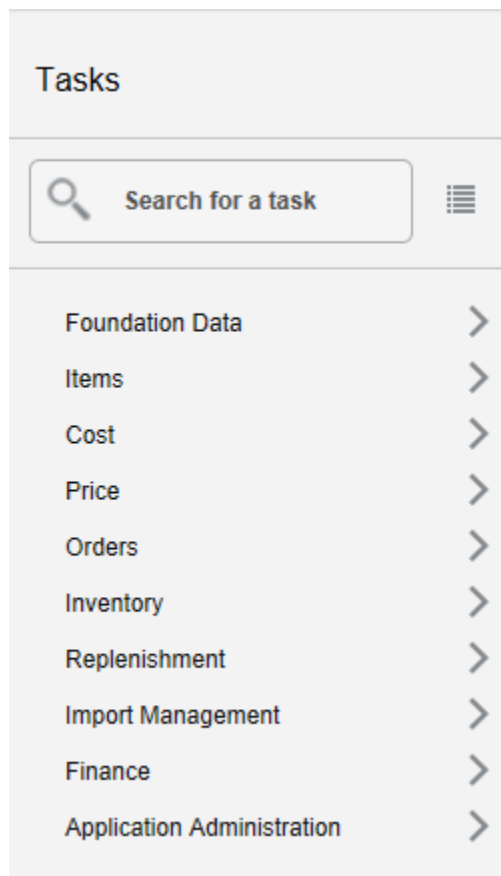 Tasks
Search for a task
Foundation Data
Items
Cost
Price
Orders
Inventory
Replenishment
Import Management
Finance
Application Administration